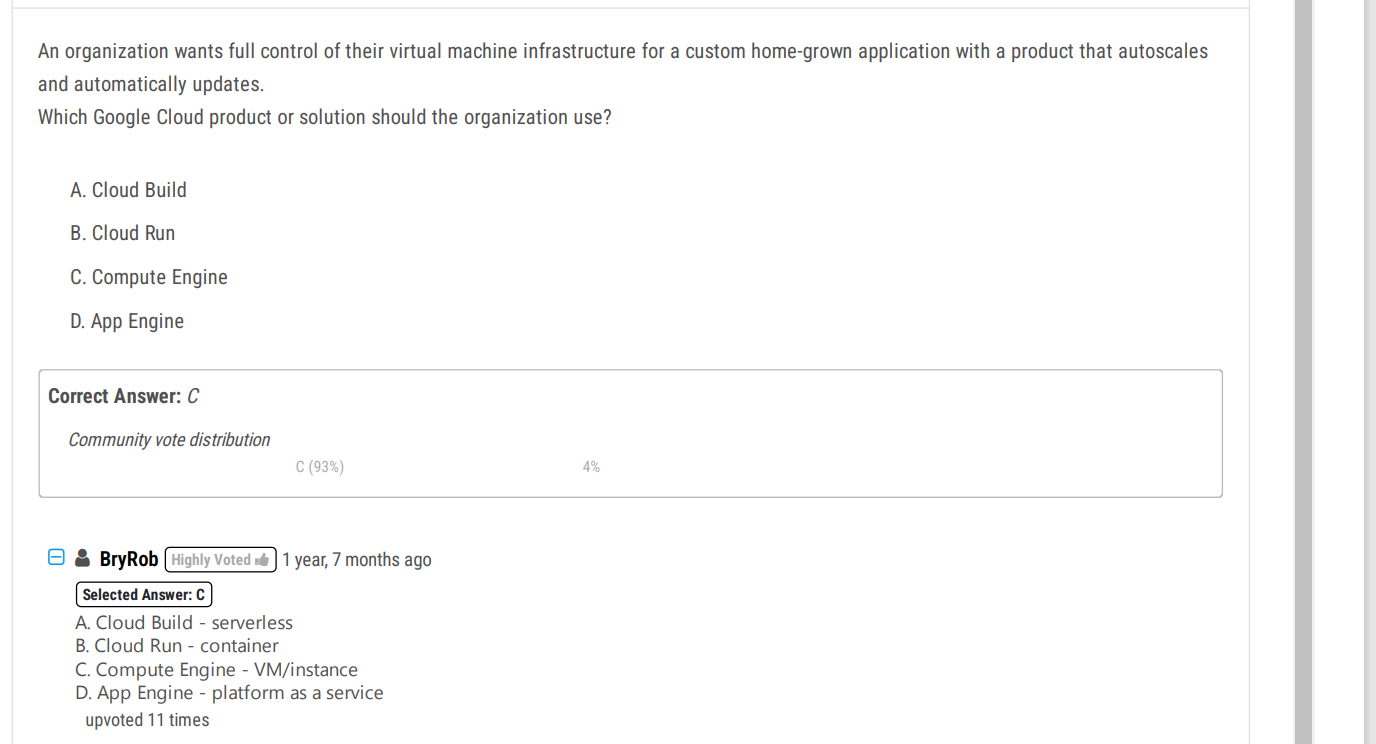 An organization wants full control of their virtual machine infrastructure for a custom home-grown application with a product that autoscales
and automatically updates.
Which Google Cloud product or solution should the organization use?
A. Cloud Build
B. Cloud Run
C. Compute Engine
D. App Engine
Correct Answer: C
Community vote distribution
C (93%) 4%
BryRob Highly Voted 1 year, 7 months ago
Selected Answer: C
A. Cloud Build - serverless
B. Cloud Run - container
C. Compute Engine - VM/instance
D. App Engine - platform as a service
upvoted 11 times